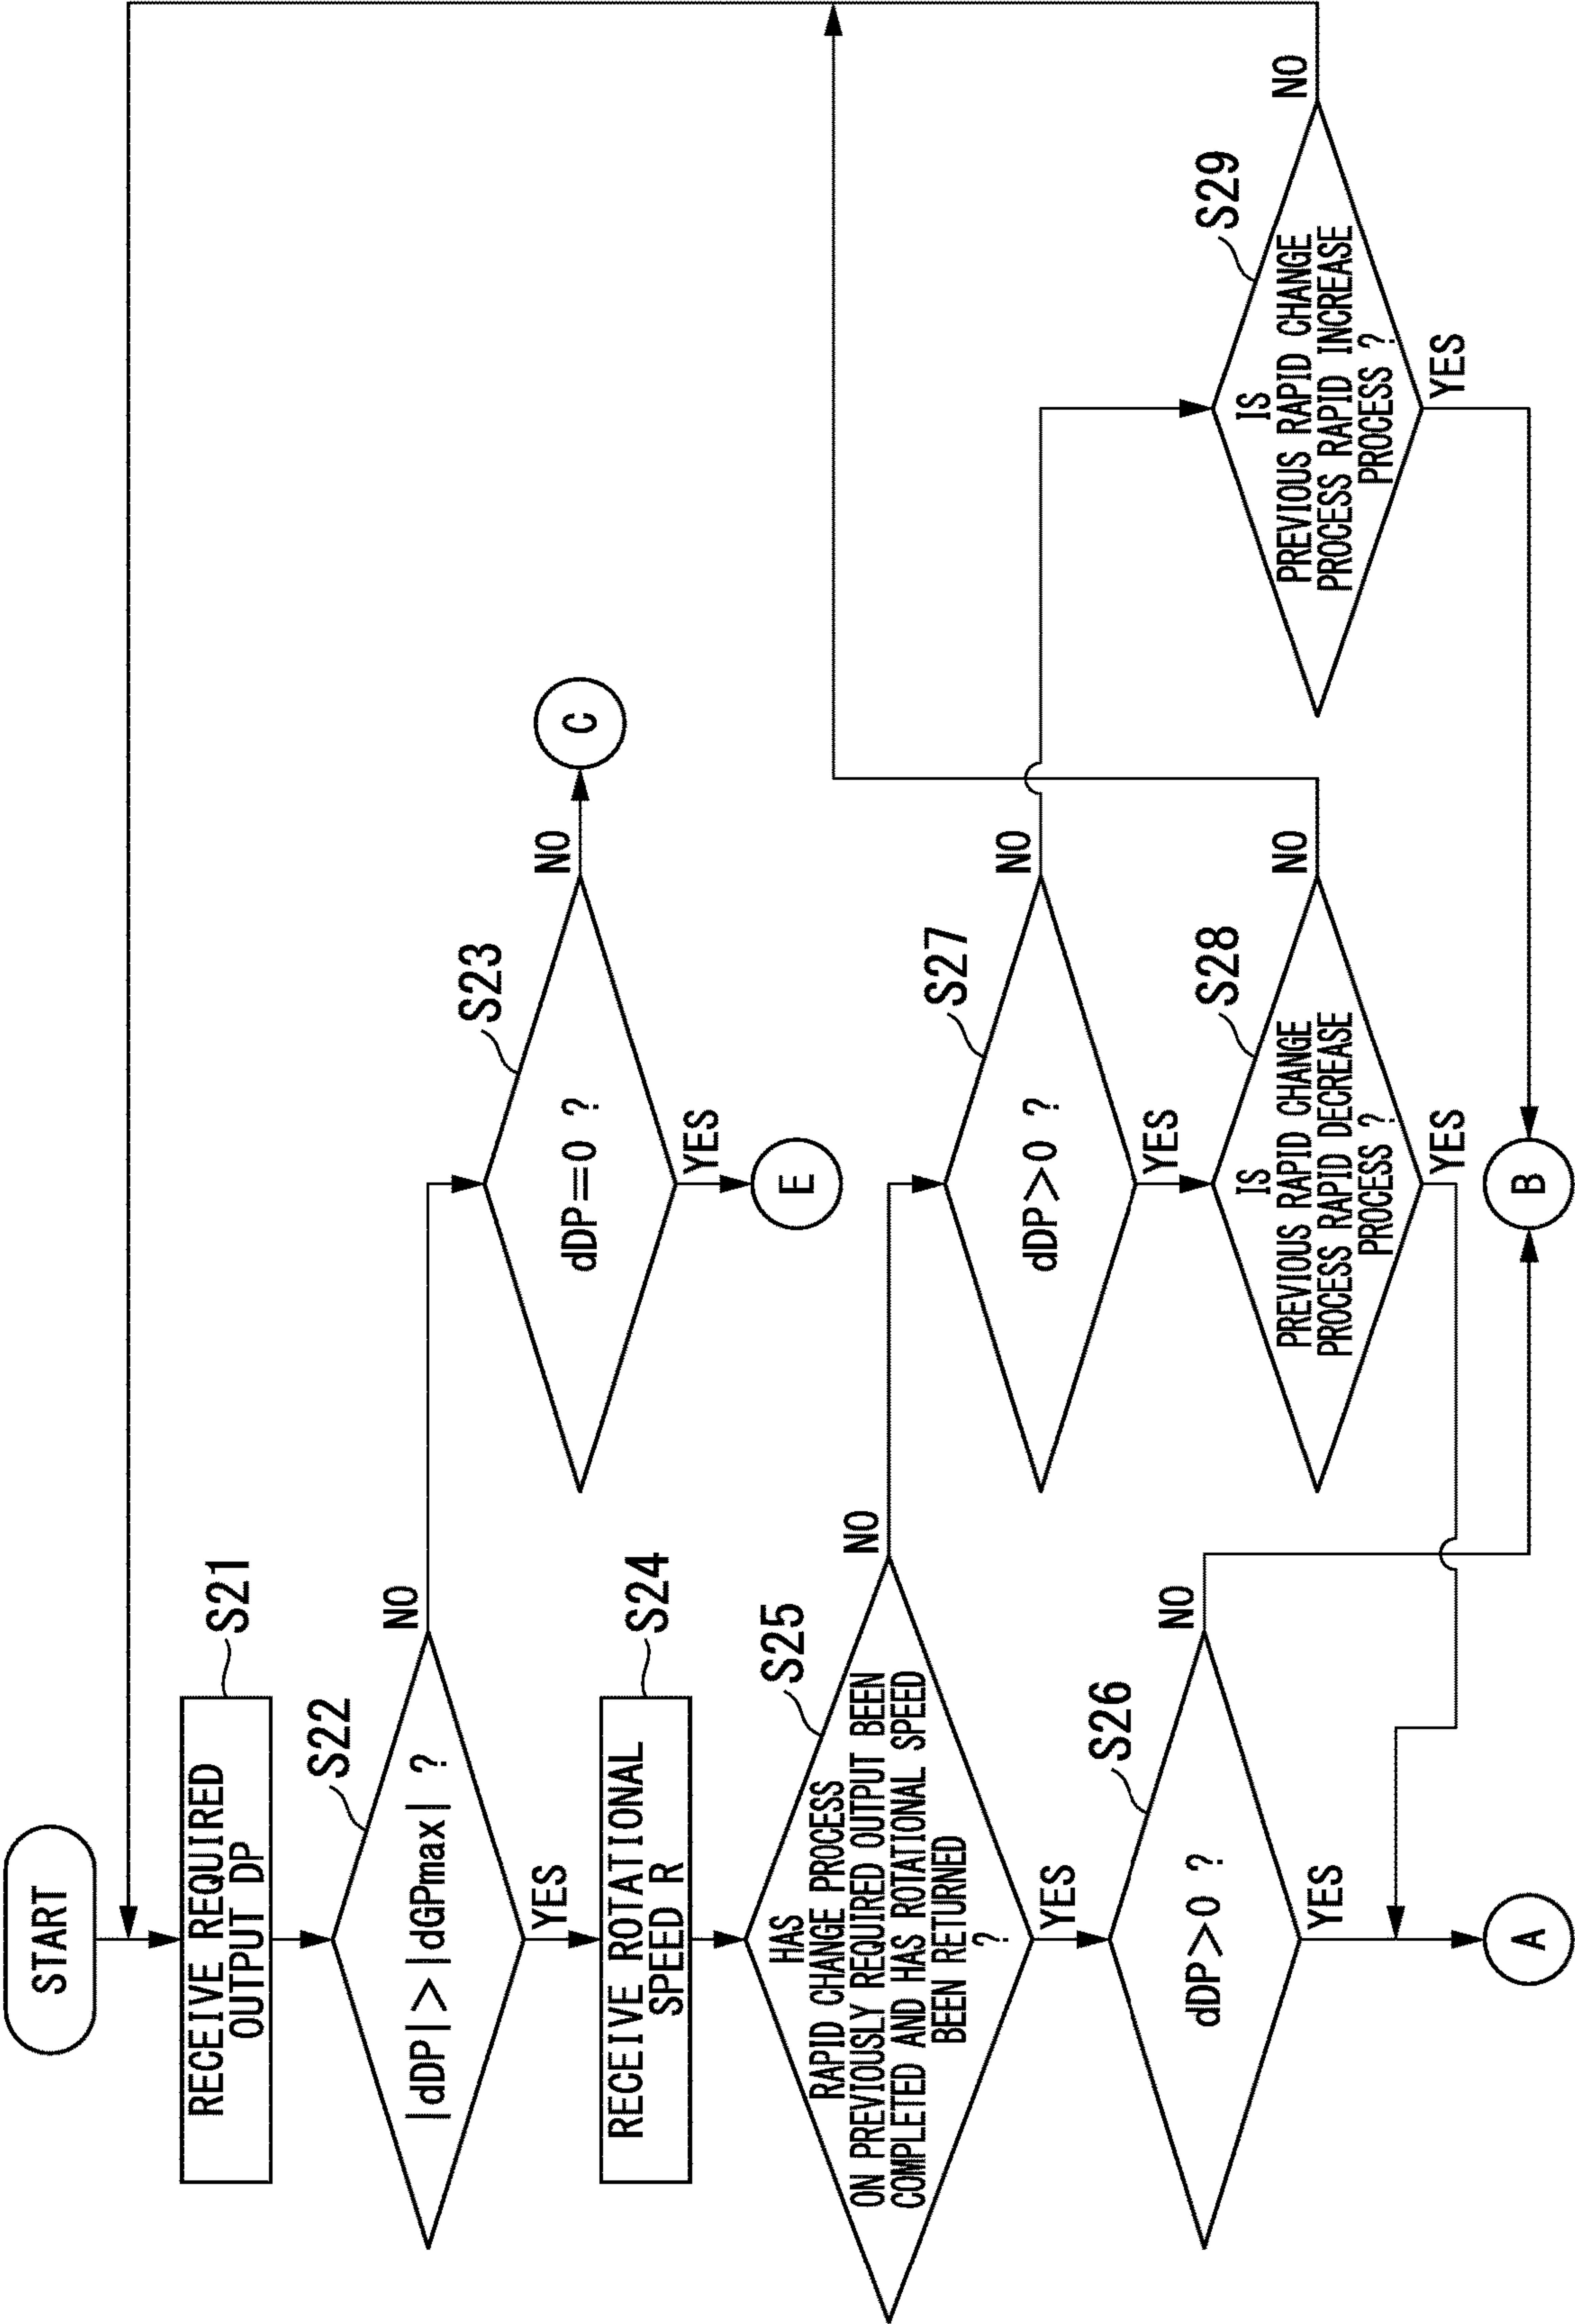 START
RECEIVE REQUIRED
OUTPUT DP
S21
|dDP|>|dGPmax| ?
S22
NO
YES
dDP=0 ?
S23
NO
C
YES
E
RECEIVE ROTATIONAL
SPEED R
S24
HAS
RAPID CHANGE PROCESS
ON PREVIOUSLY REQUIRED OUTPUT BEEN
COMPLETED AND HAS ROTATIONAL SPEED
BEEN RETURNED
?
S25
NO
YES
dDP>0 ?
S26
NO
YES
A
dDP>0 ?
S27
NO
YES
IS
PREVIOUS RAPID CHANGE
PROCESS RAPID DECREASE
PROCESS ?
S28
NO
YES
B
IS
PREVIOUS RAPID CHANGE
PROCESS RAPID INCREASE
PROCESS ?
S29
NO
YES